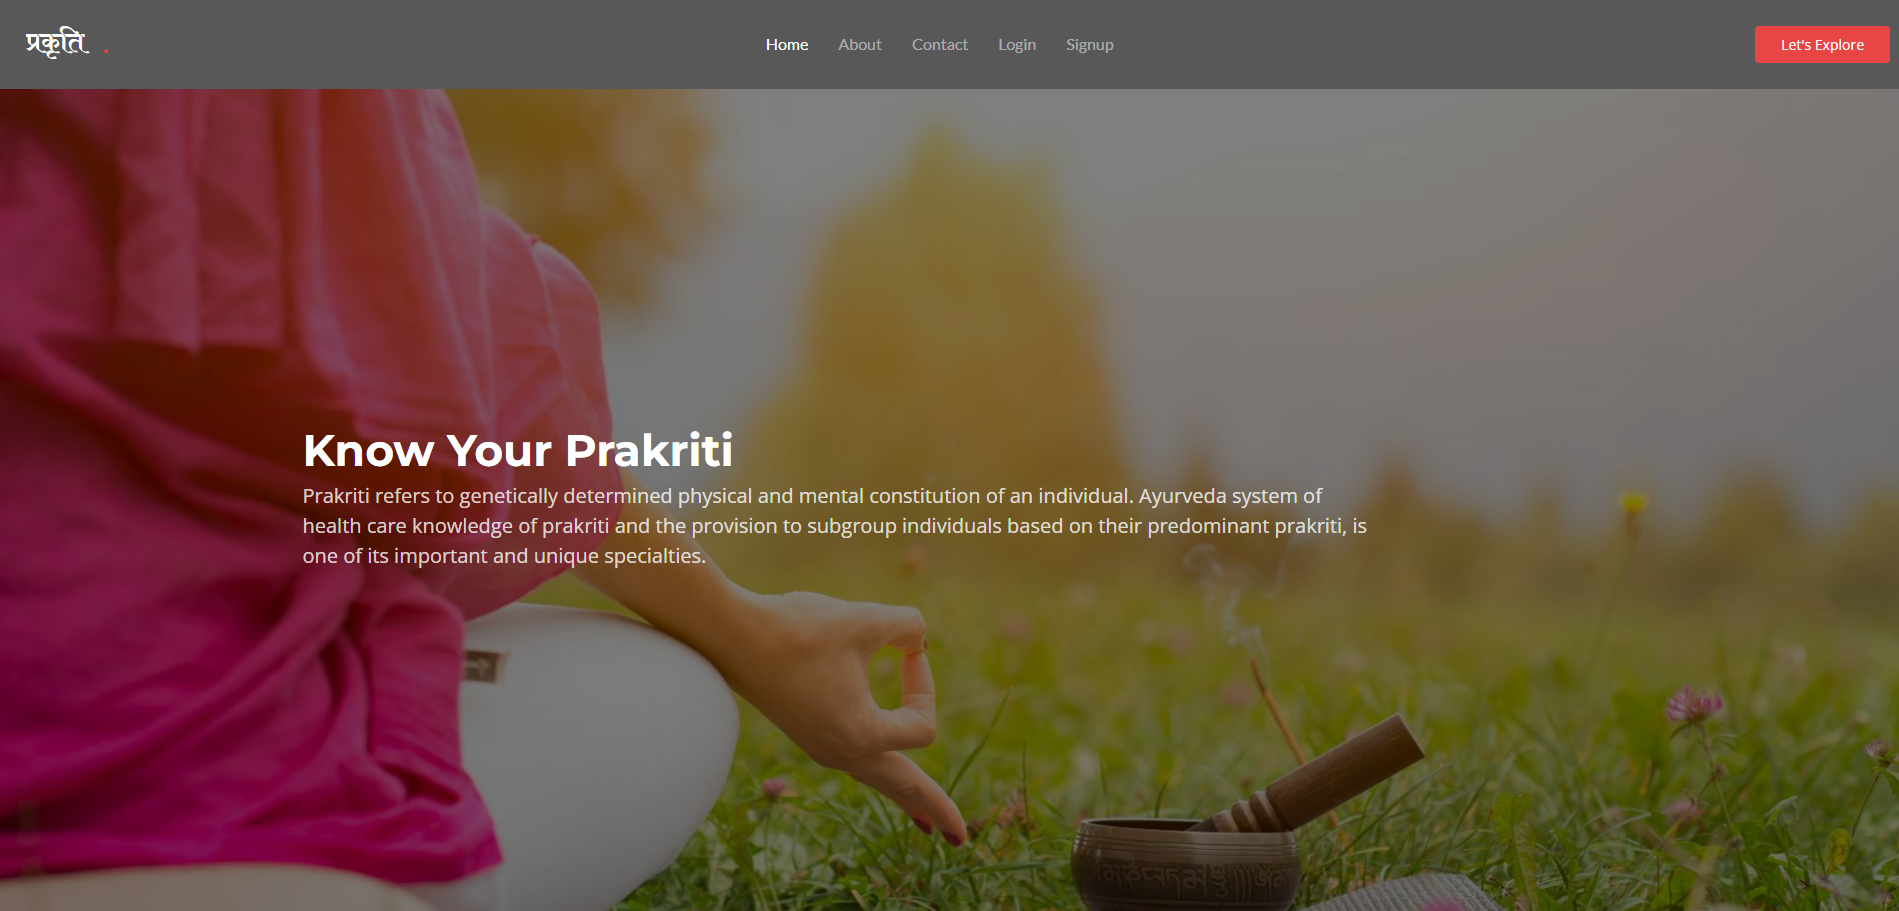 प्रकृति .
Home
About
Contact
Login
Signup
Let's Explore
Know Your Prakriti
Prakriti refers to genetically determined physical and mental constitution of an individual. Ayurveda system of
health care knowledge of prakriti and the provision to subgroup individuals based on their predominant prakriti, is
one of its important and unique specialties.